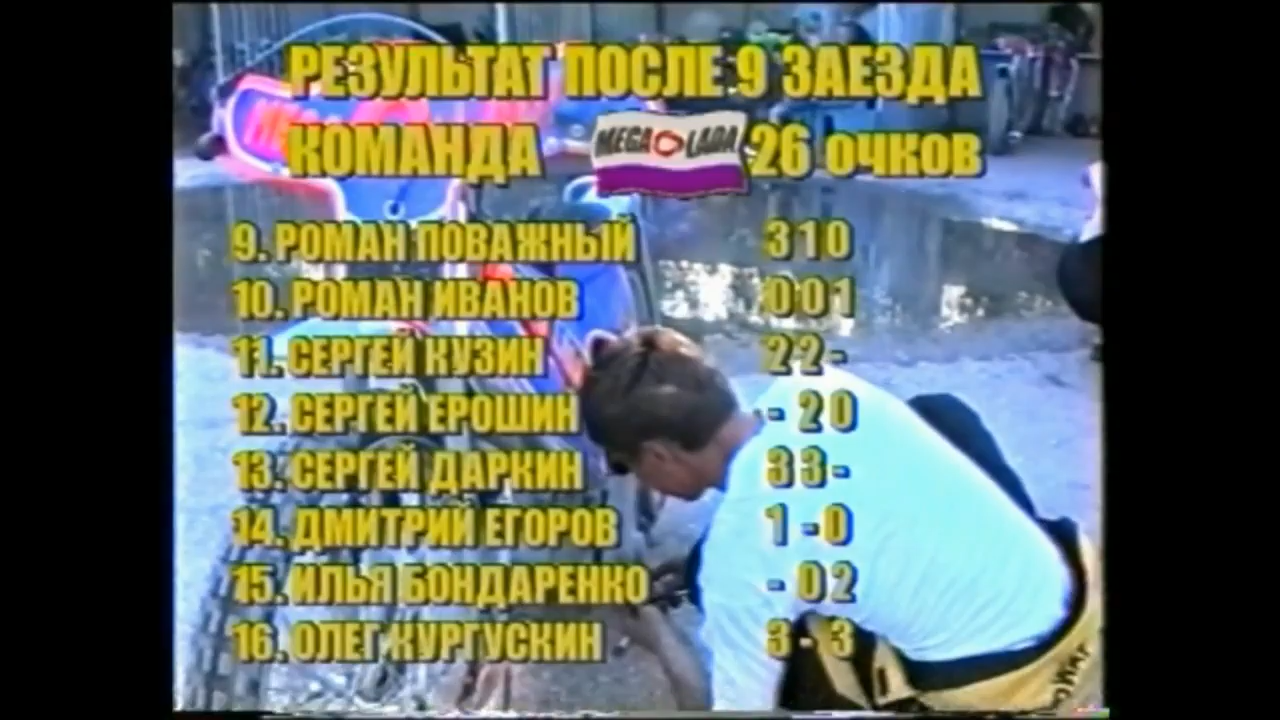 РЕЗУЛЬТАТ ПОСЛЕ 9 ЗАЕЗДА
КОМАНДА MEGA LADA 26 ОЧКОВ
9. РОМАН ПОВАЖНЫЙ 3 1 0
10. РОМАН ИВАНОВ 0 0 1
11. СЕРГЕЙ КУЗИН 2 2 -
12. СЕРГЕЙ ЕРОШИН - 2 0
13. СЕРГЕЙ ДАРКИН 3 3 -
14. ДМИТРИЙ ЕГОРОВ 1 - 0
15. ИЛЬЯ БОНДАРЕНКО - 0 2
16. ОЛЕГ КУРГУСКИН 3 - 3